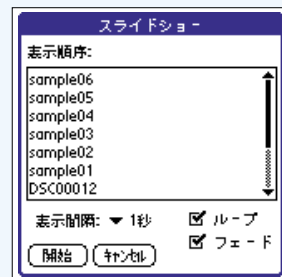 スライドショー
表示順序:
sample06
sample05
sample04
sample03
sample02
sample01
DSC00012
表示間隔: ▼ 1秒
ループ
フェード
開始 キャンセル